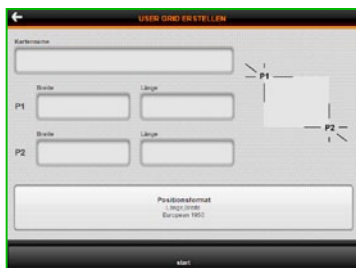 USER GRID ERSTELLEN
Kartenname
P1
Breite Länge
P1
Breite Länge
P2
P2
Positionsformat
Länge,Breite
European 1950
start